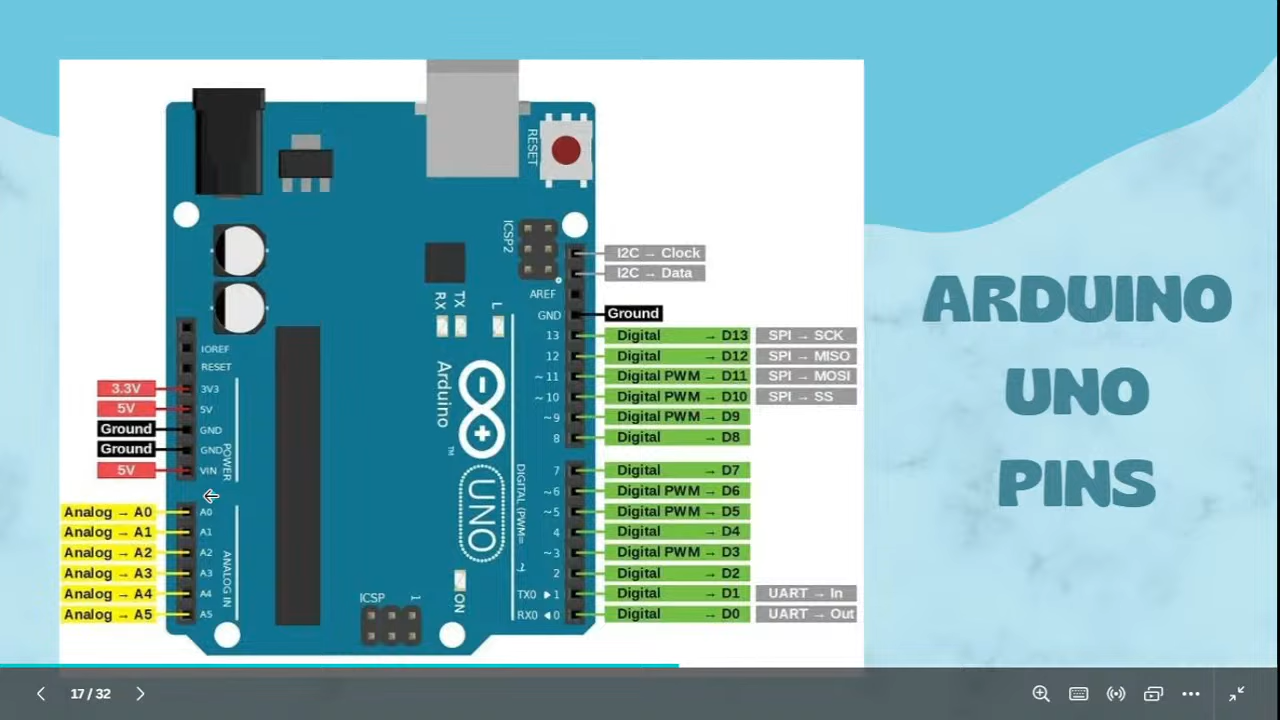 ARDUINO
UNO
PINS
RESET
ICSP2
I2C → Clock
I2C → Data
AREF
GND
Ground
RX
TX
L
13
Digital → D13
SPI → SCK
12
Digital → D12
SPI → MISO
~11
Digital PWM → D11
SPI → MOSI
~10
Digital PWM → D10
SPI → SS
~9
Digital PWM → D9
8
Digital → D8
7
Digital → D7
~6
Digital PWM → D6
~5
Digital PWM → D5
4
Digital → D4
~3
Digital PWM → D3
2
Digital → D2
TX0 ▶ 1
Digital → D1
UART → In
RX0 ◀ 0
Digital → D0
UART → Out
DIGITAL (PWM= ~)
Arduino
™
UNO
ON
ICSP
1
IOREF
RESET
3.3V
3V3
5V
5V
Ground
GND
Ground
GND
5V
VIN
POWER
Analog → A0
A0
Analog → A1
A1
Analog → A2
A2
Analog → A3
A3
Analog → A4
A4
Analog → A5
A5
ANALOG IN
17 / 32